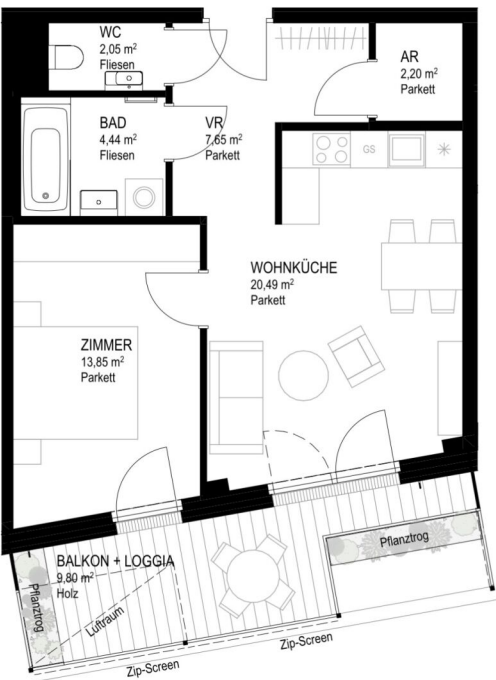 WC
2,05 m²
Fliesen
AR
2,20 m²
Parkett
BAD
4,44 m²
Fliesen
VR
7,65 m²
Parkett
GS
WOHNKÜCHE
20,49 m²
Parkett
ZIMMER
13,85 m²
Parkett
BALKON + LOGGIA
9,80 m²
Holz
Pflanztrog
Pflanztrog
Luftraum
Zip-Screen
Zip-Screen